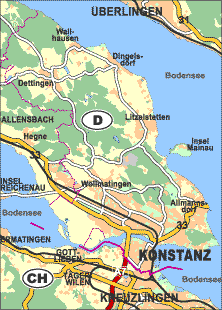 ÜBERLINGEN
31
Wall-
hausen
Dingels-
dorf
Bodensee
Dettingen
Litzelstetten
ALLENSBACH
D
Hegne
Insel
Mainau
33
INSEL
REICHENAU
Wollmatingen
Allmanns-
dorf
Bodensee
33
ERMATINGEN
GOTT-
LIEBEN
KONSTANZ
Bodensee
CH
TÄGER-
WILEN
KREUZLINGEN